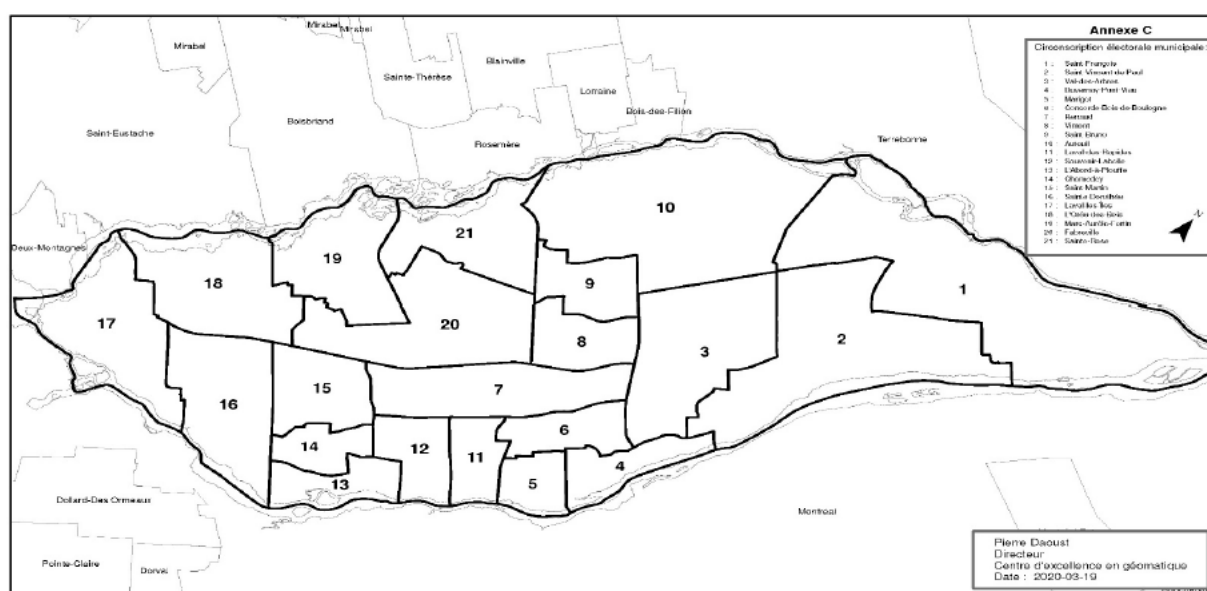 Annexe C
Circonscription électorale municipale:
1 : Saint-François
2 : Saint-Vincent-de-Paul
3 : Val-des-Arbres
4 : Duvernay-Pont-Viau
5 : Marigot
6 : Concorde-Bois-de-Boulogne
7 : Renaud
8 : Vimont
9 : Saint-Bruno
10 : Auteuil
11 : Laval-des-Rapides
12 : Souvenir-Labelle
13 : L'Abord-à-Plouffe
14 : Chomedey
15 : Saint-Martin
16 : Sainte-Dorothée
17 : Laval-les-Îles
18 : L'Orée-des-Bois
19 : Marc-Aurèle-Fortin
20 : Fabreville
21 : Sainte-Rose
N
Mirabel
Mirabel
Mirabel
Blainville
Sainte-Thérèse
Lorraine
Bois-des-Filion
Boisbriand
Saint-Eustache
Rosemère
Terrebonne
Deux-Montagnes
10
21
19
18
9
1
17
20
8
3
2
15
7
16
6
14
12
11
4
13
5
Dollard-Des Ormeaux
Montréal
Pointe-Claire
Dorval
Pierre Daoust
Directeur
Centre d'excellence en géomatique
Date : 2020-03-19